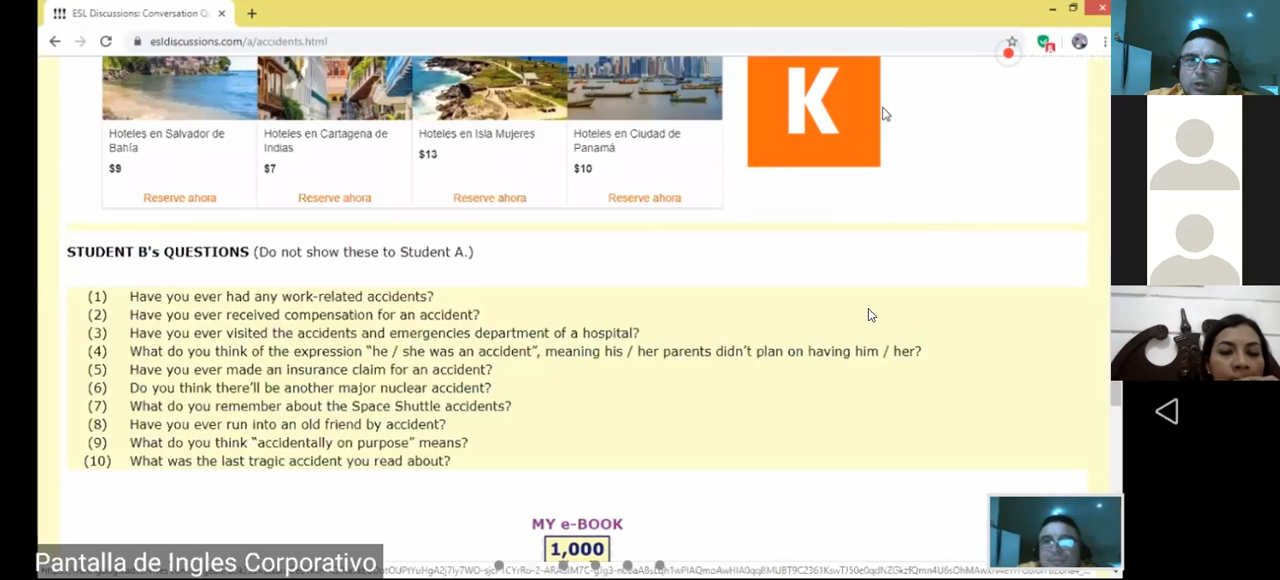 ESL Discussions: Conversation Q
esldiscussions.com/a/accidents.html
K
Hoteles en Salvador de Bahía
$9
Reserve ahora
Hoteles en Cartagena de Indias
$7
Reserve ahora
Hoteles en Isla Mujeres
$13
Reserve ahora
Hoteles en Ciudad de Panamá
$10
Reserve ahora
STUDENT B's QUESTIONS (Do not show these to Student A.)
(1) Have you ever had any work-related accidents?
(2) Have you ever received compensation for an accident?
(3) Have you ever visited the accidents and emergencies department of a hospital?
(4) What do you think of the expression “he / she was an accident”, meaning his / her parents didn’t plan on having him / her?
(5) Have you ever made an insurance claim for an accident?
(6) Do you think there’ll be another major nuclear accident?
(7) What do you remember about the Space Shuttle accidents?
(8) Have you ever run into an old friend by accident?
(9) What do you think “accidentally on purpose” means?
(10) What was the last tragic accident you read about?
MY e-BOOK
1,000
Pantalla de Ingles Corporativo